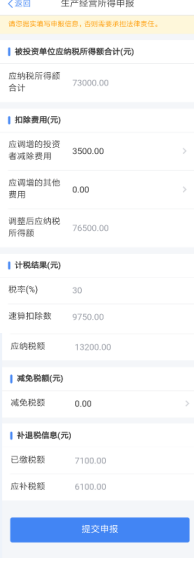 返回 生产经营所得申报
请您如实填写申报信息，否则需要承担法律责任。
被投资单位应纳税所得额合计(元)
应纳税所得额 73000.00
合计
扣除费用(元)
应调增的投资 3500.00
者减除费用
应调增的其他 0.00
费用
调整后应纳税 76500.00
所得额
计税结果(元)
税率(%) 30
速算扣除数 9750.00
应纳税额 13200.00
减免税额(元)
减免税额 0.00
补退税信息(元)
已缴税额 7100.00
应补税额 6100.00
提交申报